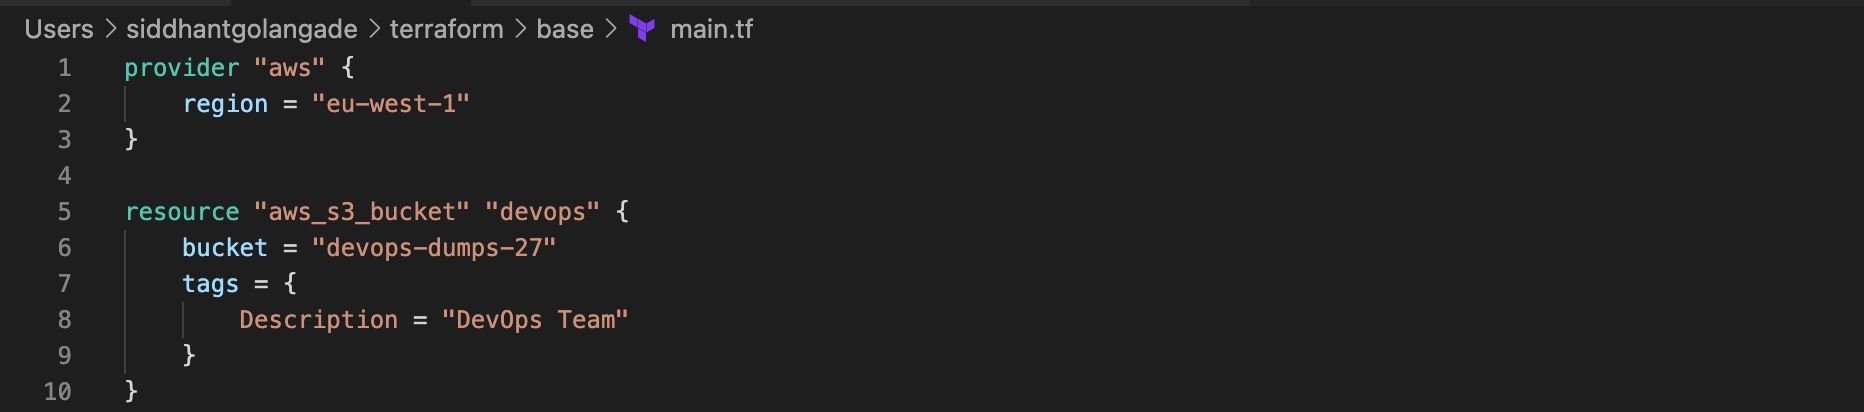 Users > siddhantgolangade > terraform > base > main.tf
1 provider "aws" {
2     region = "eu-west-1"
3 }
4
5 resource "aws_s3_bucket" "devops" {
6     bucket = "devops-dumps-27"
7     tags = {
8         Description = "DevOps Team"
9     }
10 }